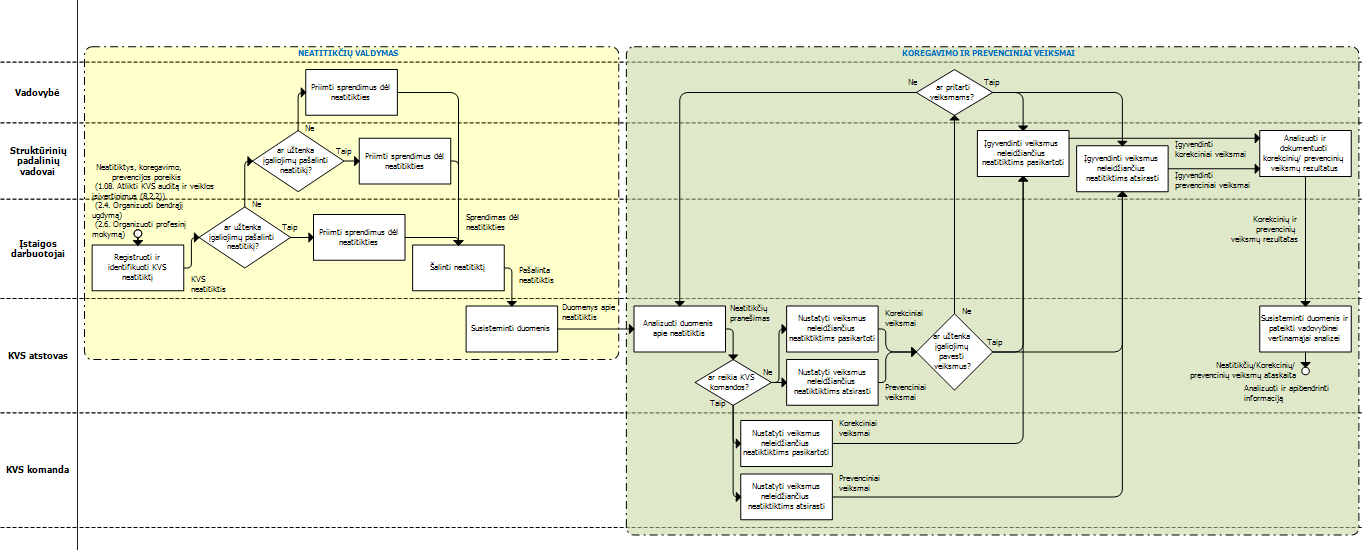 NEATITIKČIŲ VALDYMAS
KOREGAVIMO IR PREVENCINIAI VEIKSMAI
Vadovybė
Priimti sprendimus dėl
neatitikties
Ne
ar pritarti
veiksmams?
Taip
Struktūrinių
padalinių
vadovai
Ne
ar užtenka
įgaliojimų pašalinti
neatitikį?
Taip
Priimti sprendimus dėl
neatitikties
Įgyvendinti veiksmus
neleidžiančius
neatitiktims pasikartoti
Įgyvendinti veiksmus
neleidžiančius
neatitiktims atsirasti
Įgyvendinti
korekciniai veiksmai
Įgyvendinti
prevenciniai veiksmai
Analizuoti ir
dokumentuoti
korekcinių/ prevencinių
veiksmų rezultatus
Neatitiktys, koregavimo,
prevencijos poreikis
(1.08. Atlikti KVS auditą ir veiklos
įsivertinimus (8.2.2))
(2.4. Organizuoti bendrąjį
ugdymą)
(2.6. Organizuoti profesinį
mokymą)
Įstaigos
darbuotojai
Registruoti ir
identifikuoti KVS
neatitiktį
KVS
neatitiktis
Ne
ar užtenka
įgaliojimų pašalinti
neatitikį?
Taip
Priimti sprendimus dėl
neatitikties
Sprendimas dėl
neatitikties
Šalinti neatitiktį
Pašalinta
neatitiktis
Korekcinių ir
prevencinių
veiksmų rezultatas
KVS atstovas
Susisteminti duomenis
Duomenys apie
neatitiktis
Analizuoti duomenis
apie neatitiktis
Neatitikčių
pranešimas
ar reikia KVS
komandos?
Ne
Taip
Nustatyti veiksmus
neleidžiančius
neatiktiktims pasikartoti
Korekciniai
veiksmai
Nustatyti veiksmus
neleidžiančius
neatiktiktims atsirasti
Prevenciniai
veiksmai
Ne
ar užtenka
įgaliojimų
pavesti
veiksmus?
Taip
Susisteminti duomenis ir
pateikti vadovybinei
vertinamajai analizei
Neatitikčių/Korekcinių/
prevencinių veiksmų ataskaita
Analizuoti ir apibendrinti
informaciją
KVS komanda
Nustatyti veiksmus
neleidžiančius
neatiktiktims pasikartoti
Korekciniai
veiksmai
Nustatyti veiksmus
neleidžiančius
neatiktiktims atsirasti
Prevenciniai
veiksmai